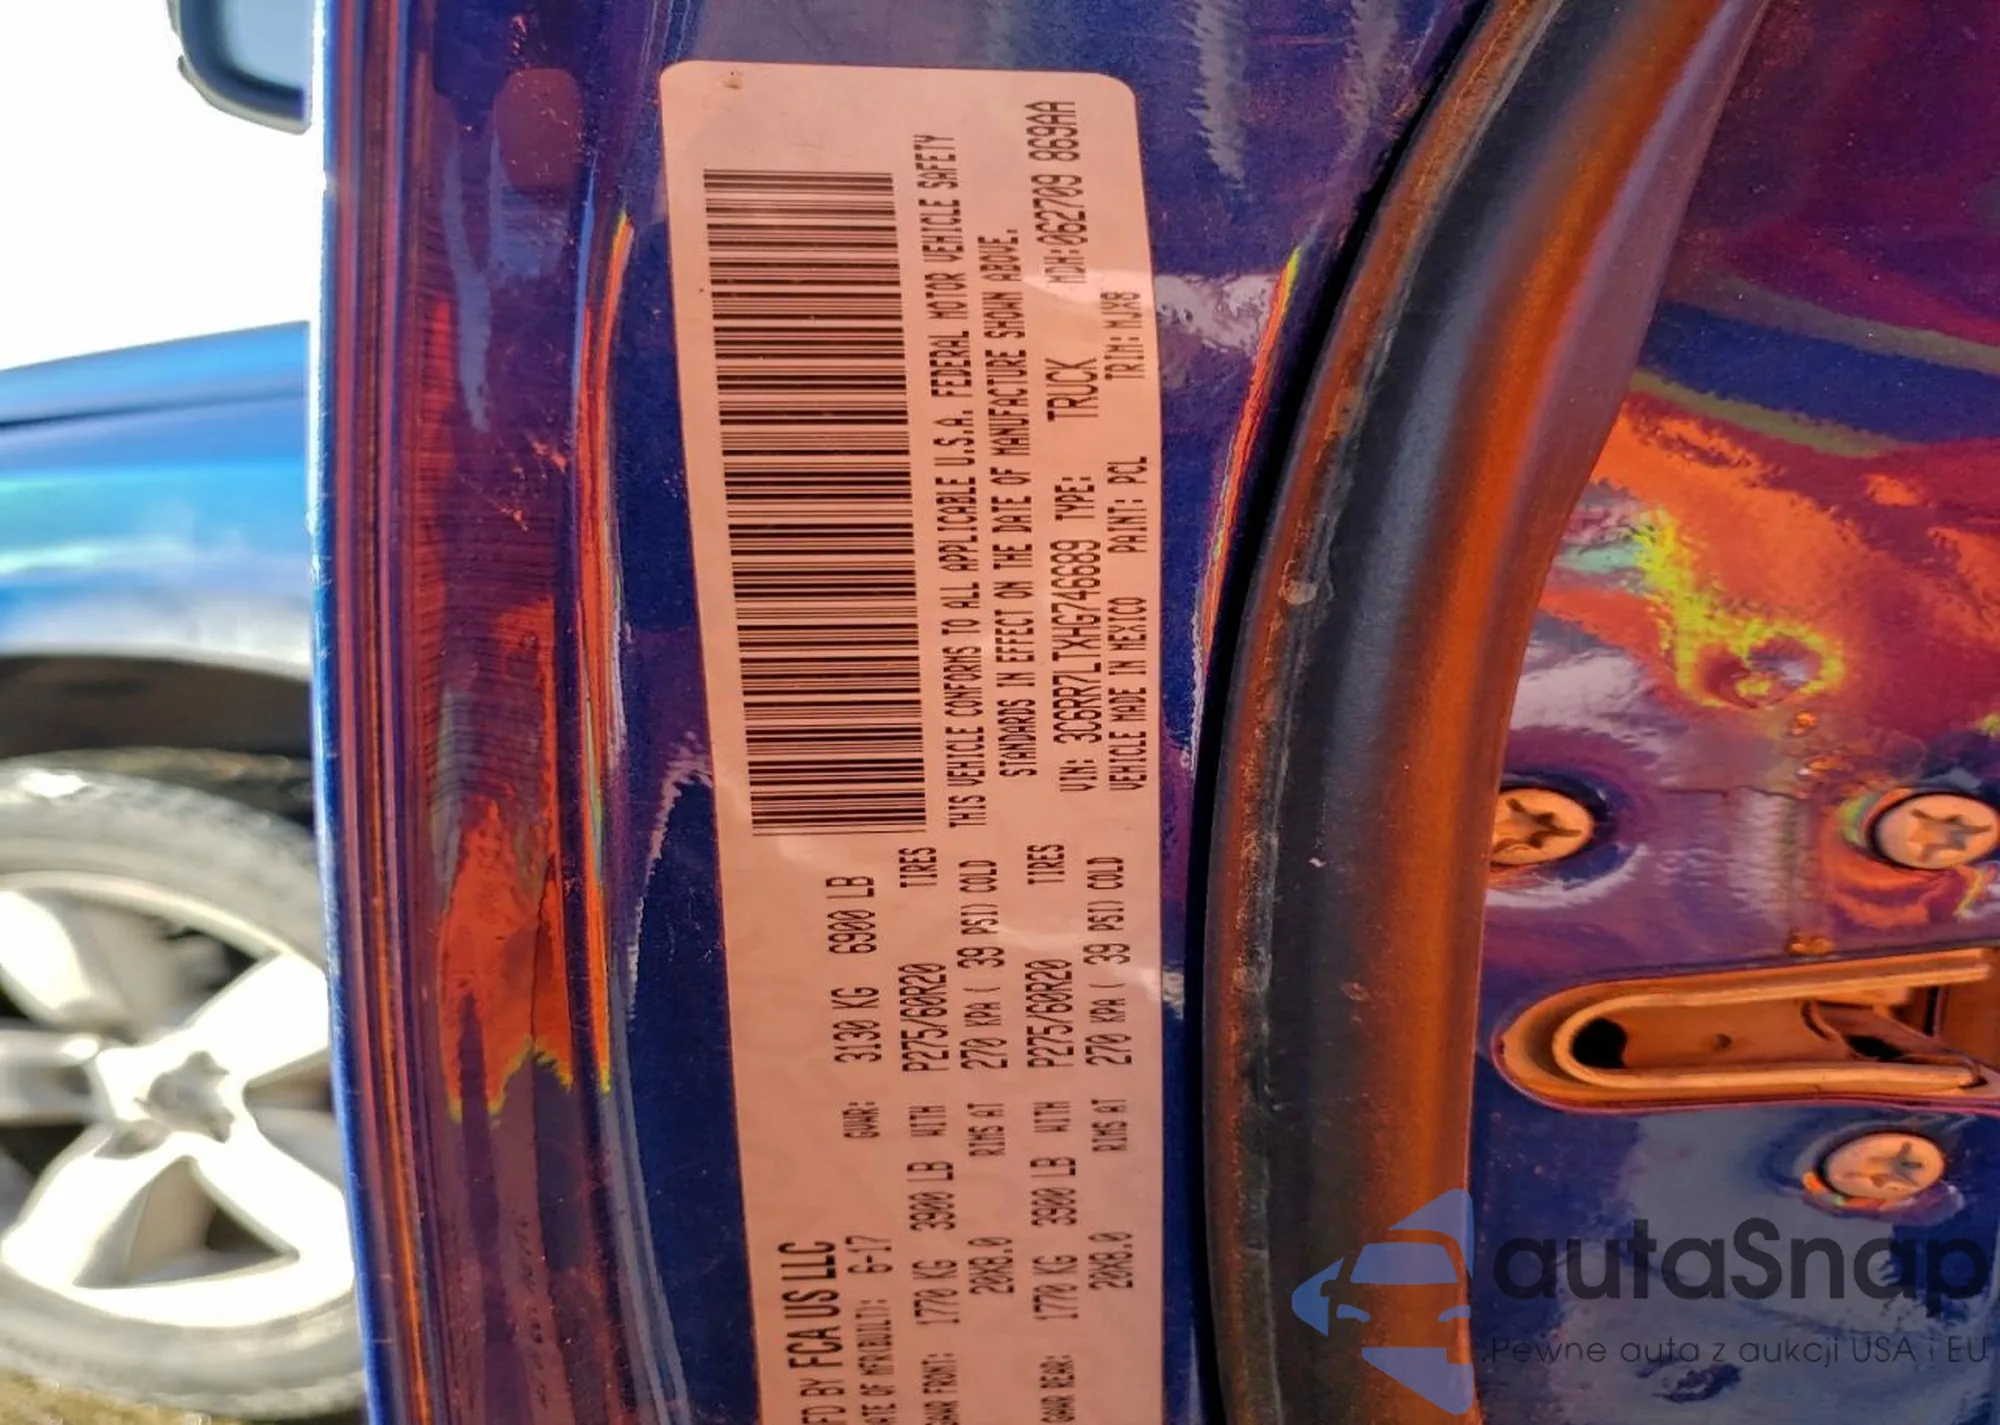 FD BY FCA US LLC
ATE OF MFR(BUILT): 6-17 GVWR: 3130 KG 6900 LB
GAWR FRONT: 1770 KG 3900 LB WITH P275/60R20 TIRES
20X8.0 RIMS AT 270 KPA ( 39 PSI) COLD
GAWR REAR: 1770 KG 3900 LB WITH P275/60R20 TIRES
20X8.0 RIMS AT 270 KPA ( 39 PSI) COLD
THIS VEHICLE CONFORMS TO ALL APPLICABLE U.S.A. FEDERAL MOTOR VEHICLE SAFETY
STANDARDS IN EFFECT ON THE DATE OF MANUFACTURE SHOWN ABOVE.
VIN: 3C6RR7LTXHG746689 TYPE: TRUCK MDH:062709 869AA
VEHICLE MADE IN MEXICO PAINT: PCL TRIM:MJX8
autaSnap
Pewne auta z aukcji USA i EU